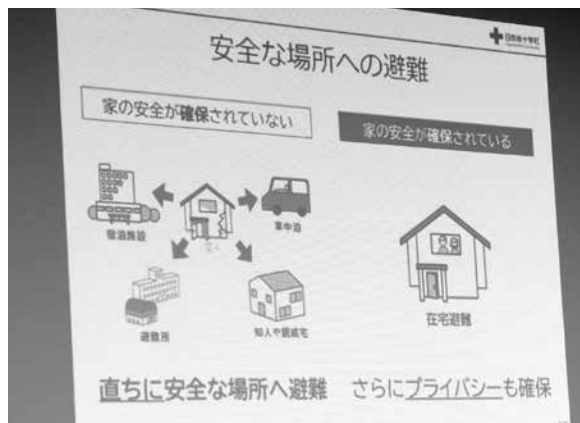 日本赤十字社
安全な場所への避難
家の安全が確保されていない
家の安全が確保されている
宿泊施設
車中泊
避難所
知人や親戚宅
在宅避難
直ちに安全な場所へ避難
さらにプライバシーも確保